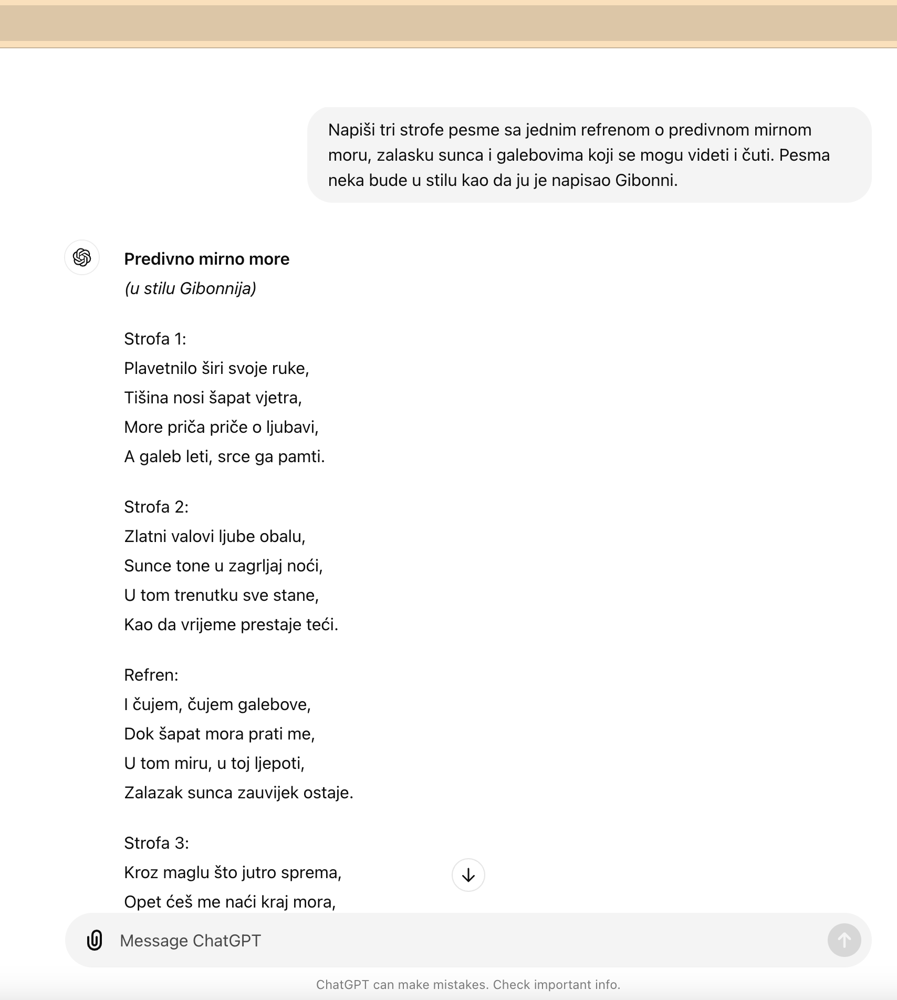 Napiši tri strofe pesme sa jednim refrenom o predivnom mirnom
moru, zalasku sunca i galebovima koji se mogu videti i čuti. Pesma
neka bude u stilu kao da ju je napisao Gibonni.
Predivno mirno more
(u stilu Gibonnija)
Strofa 1:
Plavetnilo širi svoje ruke,
Tišina nosi šapat vjetra,
More priča priče o ljubavi,
A galeb leti, srce ga pamti.
Strofa 2:
Zlatni valovi ljube obalu,
Sunce tone u zagrljaj noći,
U tom trenutku sve stane,
Kao da vrijeme prestaje teći.
Refren:
I čujem, čujem galebove,
Dok šapat mora prati me,
U tom miru, u toj ljepoti,
Zalazak sunca zauvijek ostaje.
Strofa 3:
Kroz maglu što jutro sprema,
Opet ćeš me naći kraj mora,
Message ChatGPT
ChatGPT can make mistakes. Check important info.